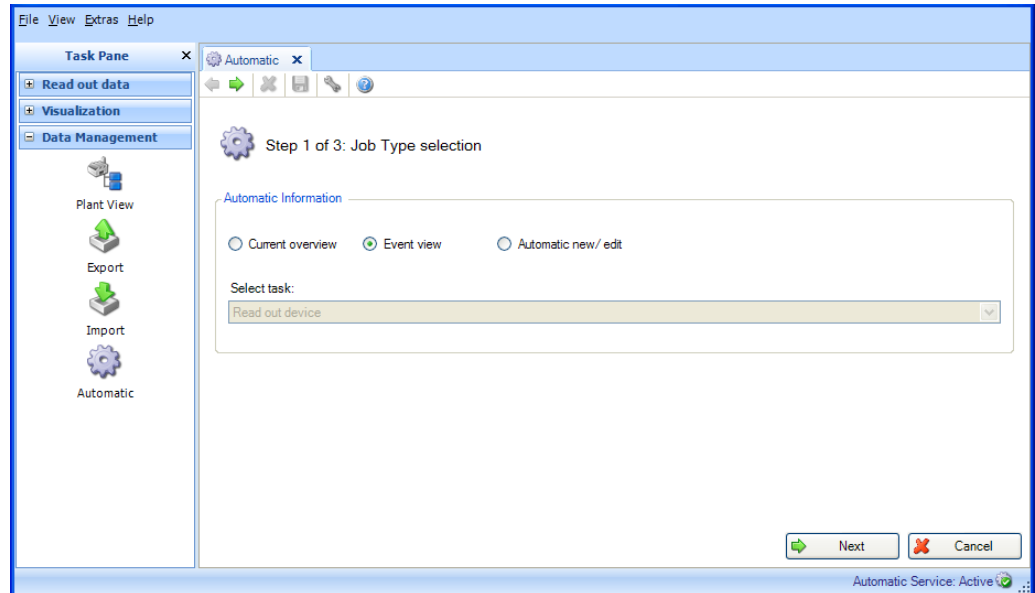 File View Extras Help
Task Pane
Automatic
Read out data
Visualization
Data Management
Plant View
Export
Import
Automatic
Step 1 of 3: Job Type selection
Automatic Information
Current overview Event view Automatic new/ edit
Select task:
Read out device
Next Cancel
Automatic Service: Active